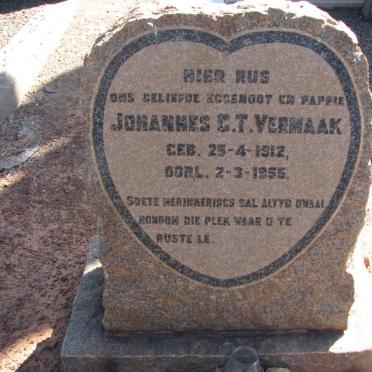 HIER RUS
ONS GELIEFDE EGGENOOT EN PAPPIE
JOHANNES C.T. VERMAAK
GEB. 25-4-1912,
OORL. 2-3-1955.
SOETE HERINNERINGS SAL ALTYD DWAAL
RONDOM DIE PLEK WAAR U TE
RUSTE LÊ.